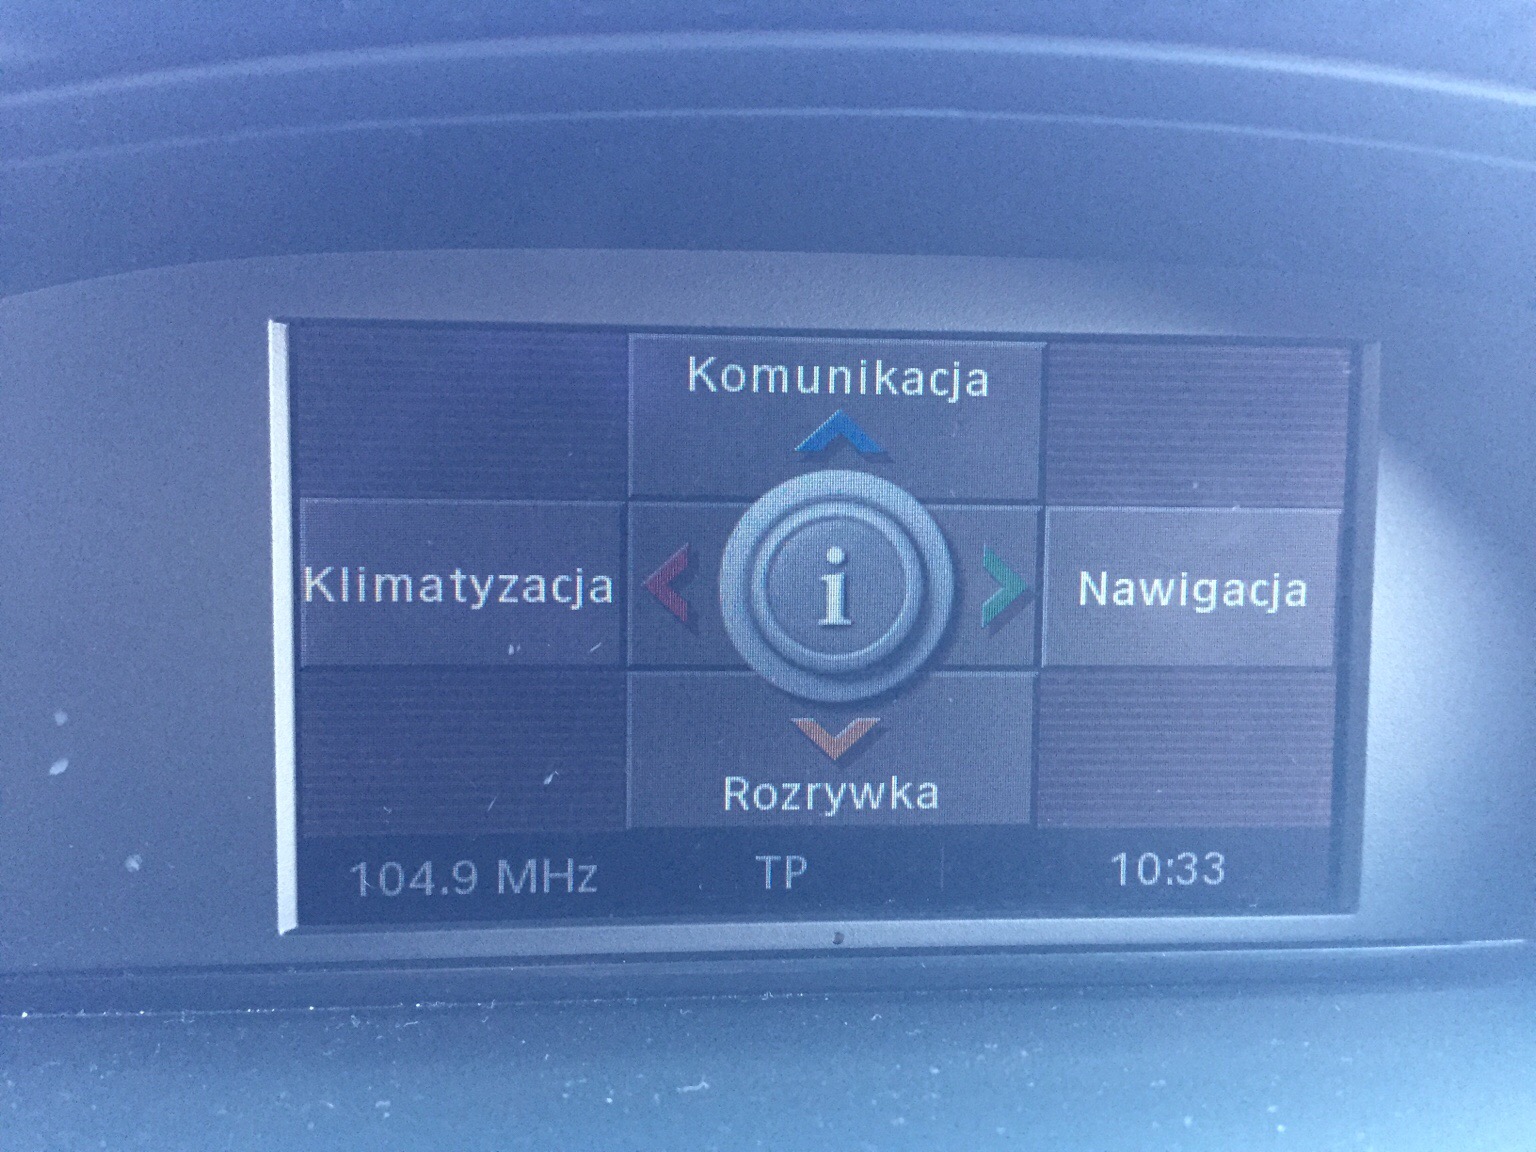 Komunikacja
Klimatyzacja
i
Nawigacja
Rozrywka
104.9 MHz
TP
10:33